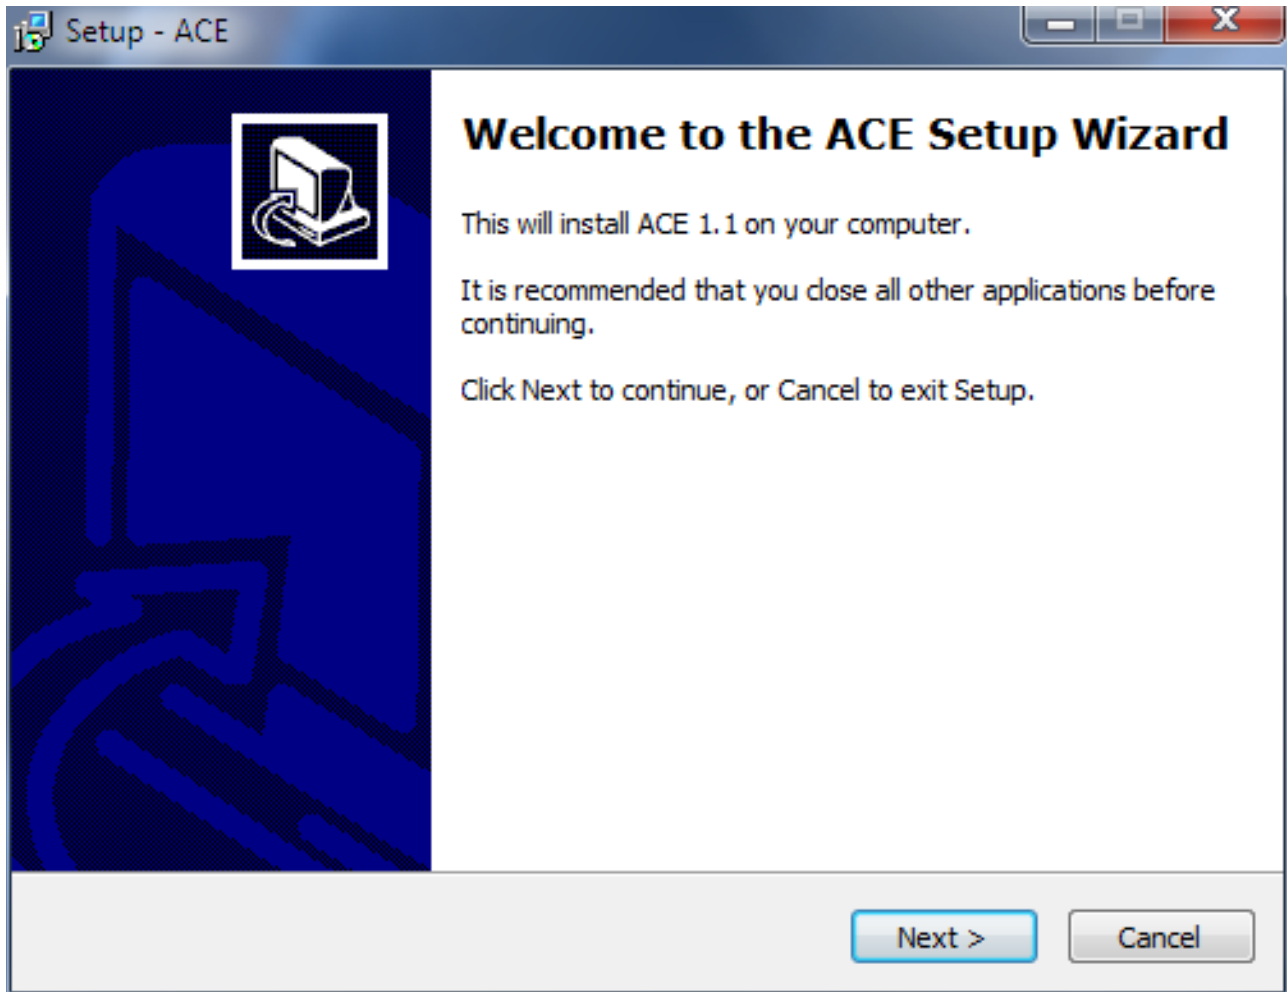 Setup - ACE
Welcome to the ACE Setup Wizard
This will install ACE 1.1 on your computer.
It is recommended that you close all other applications before
continuing.
Click Next to continue, or Cancel to exit Setup.
Next >
Cancel